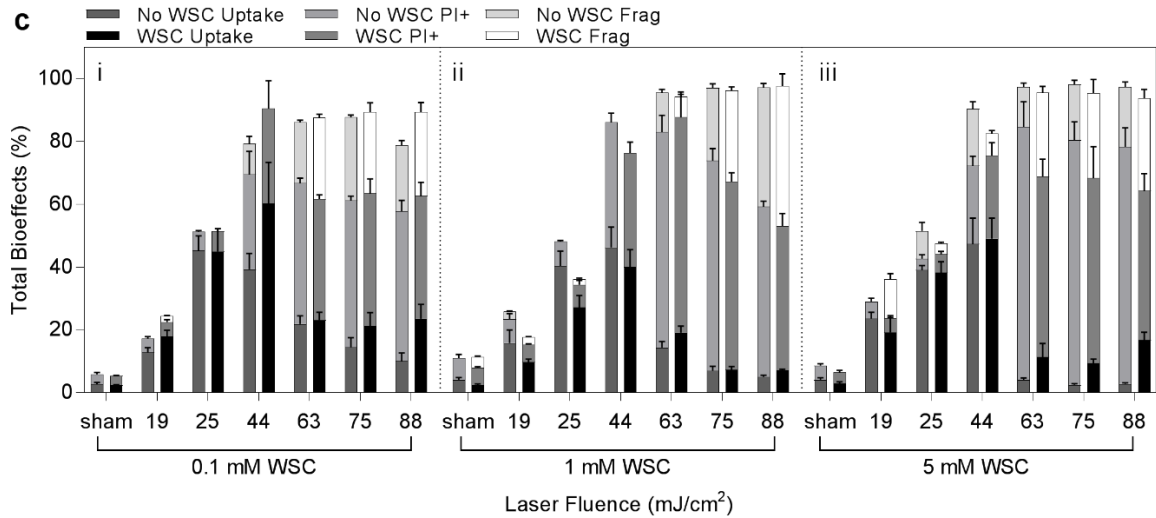 c
No WSC Uptake No WSC PI+ No WSC Frag
WSC Uptake WSC PI+ WSC Frag
i ii iii
100
80
60
40
20
0
Total Bioeffects (%)
sham 19 25 44 63 75 88 sham 19 25 44 63 75 88 sham 19 25 44 63 75 88
0.1 mM WSC 1 mM WSC 5 mM WSC
Laser Fluence (mJ/cm²)